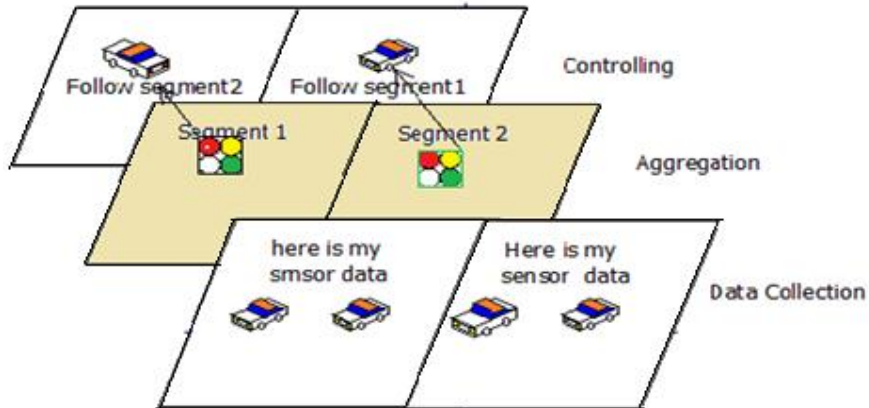 Controlling
Follow segment2
Follow segment1
Segment 1
Segment 2
Aggregation
here is my
smsor data
Here is my
sensor data
Data Collection